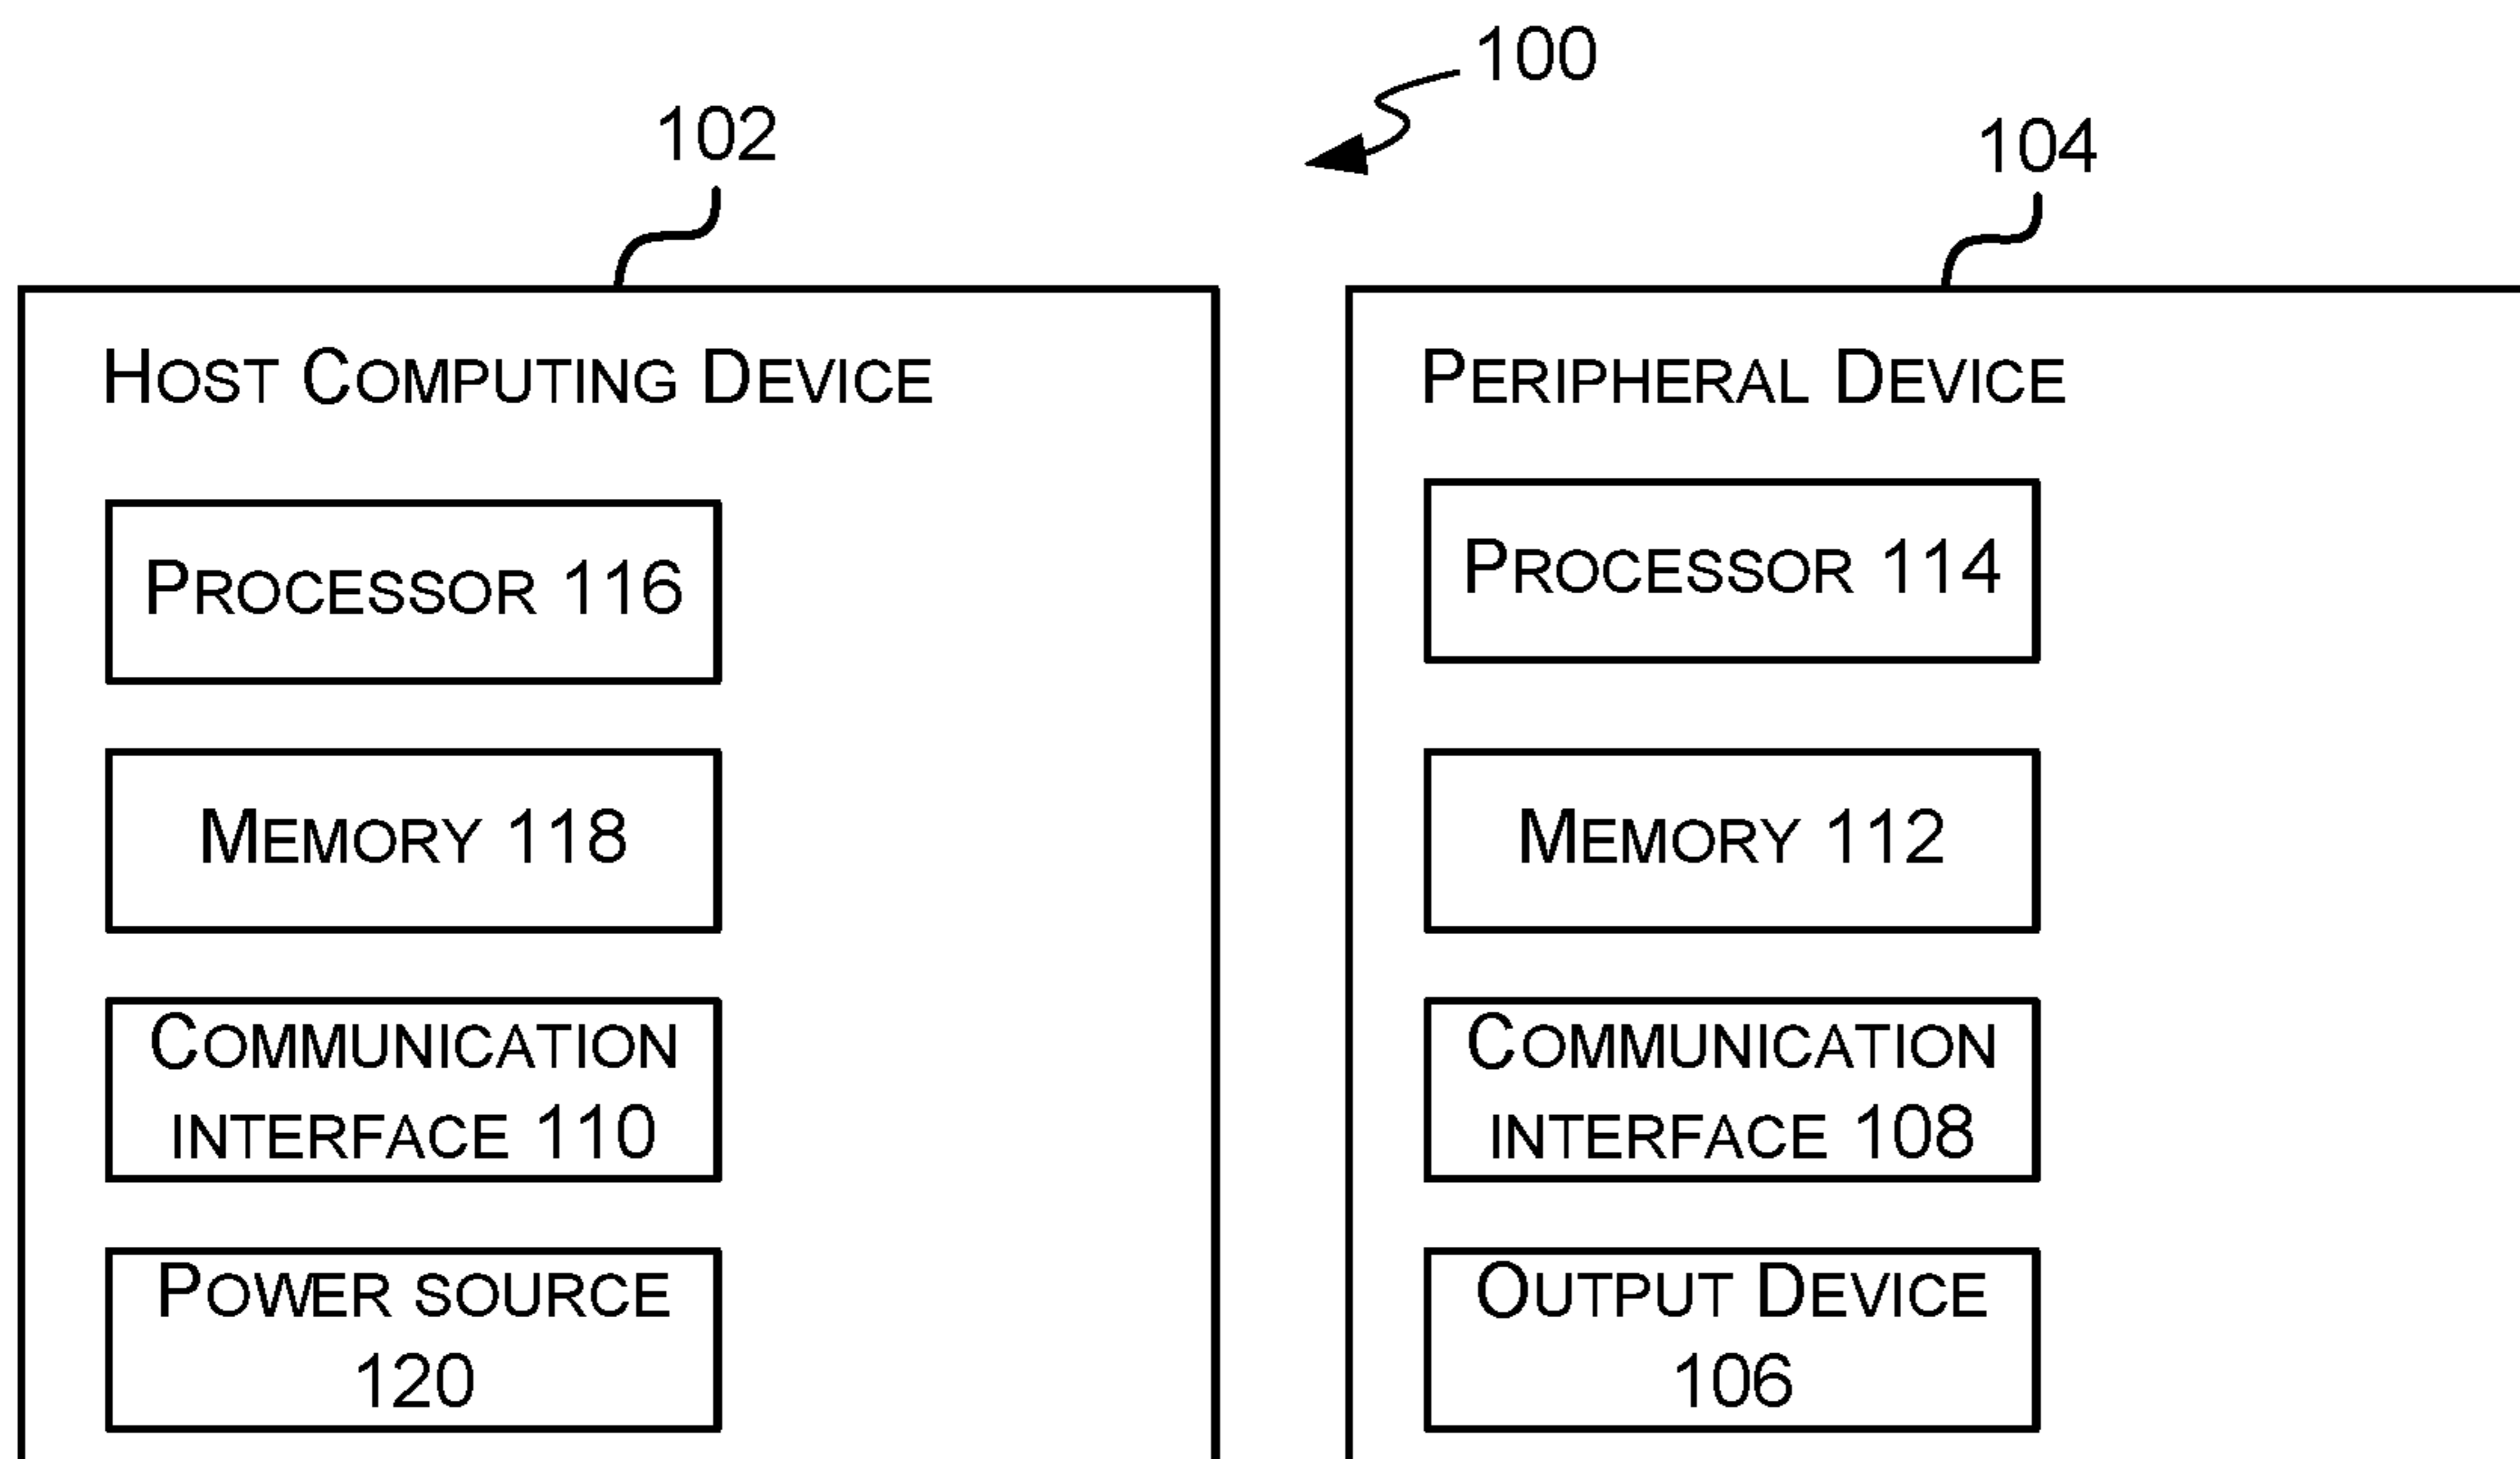 100
102
104
HOST COMPUTING DEVICE
PROCESSOR 116
MEMORY 118
COMMUNICATION
INTERFACE 110
POWER SOURCE
120
PERIPHERAL DEVICE
PROCESSOR 114
MEMORY 112
COMMUNICATION
INTERFACE 108
OUTPUT DEVICE
106